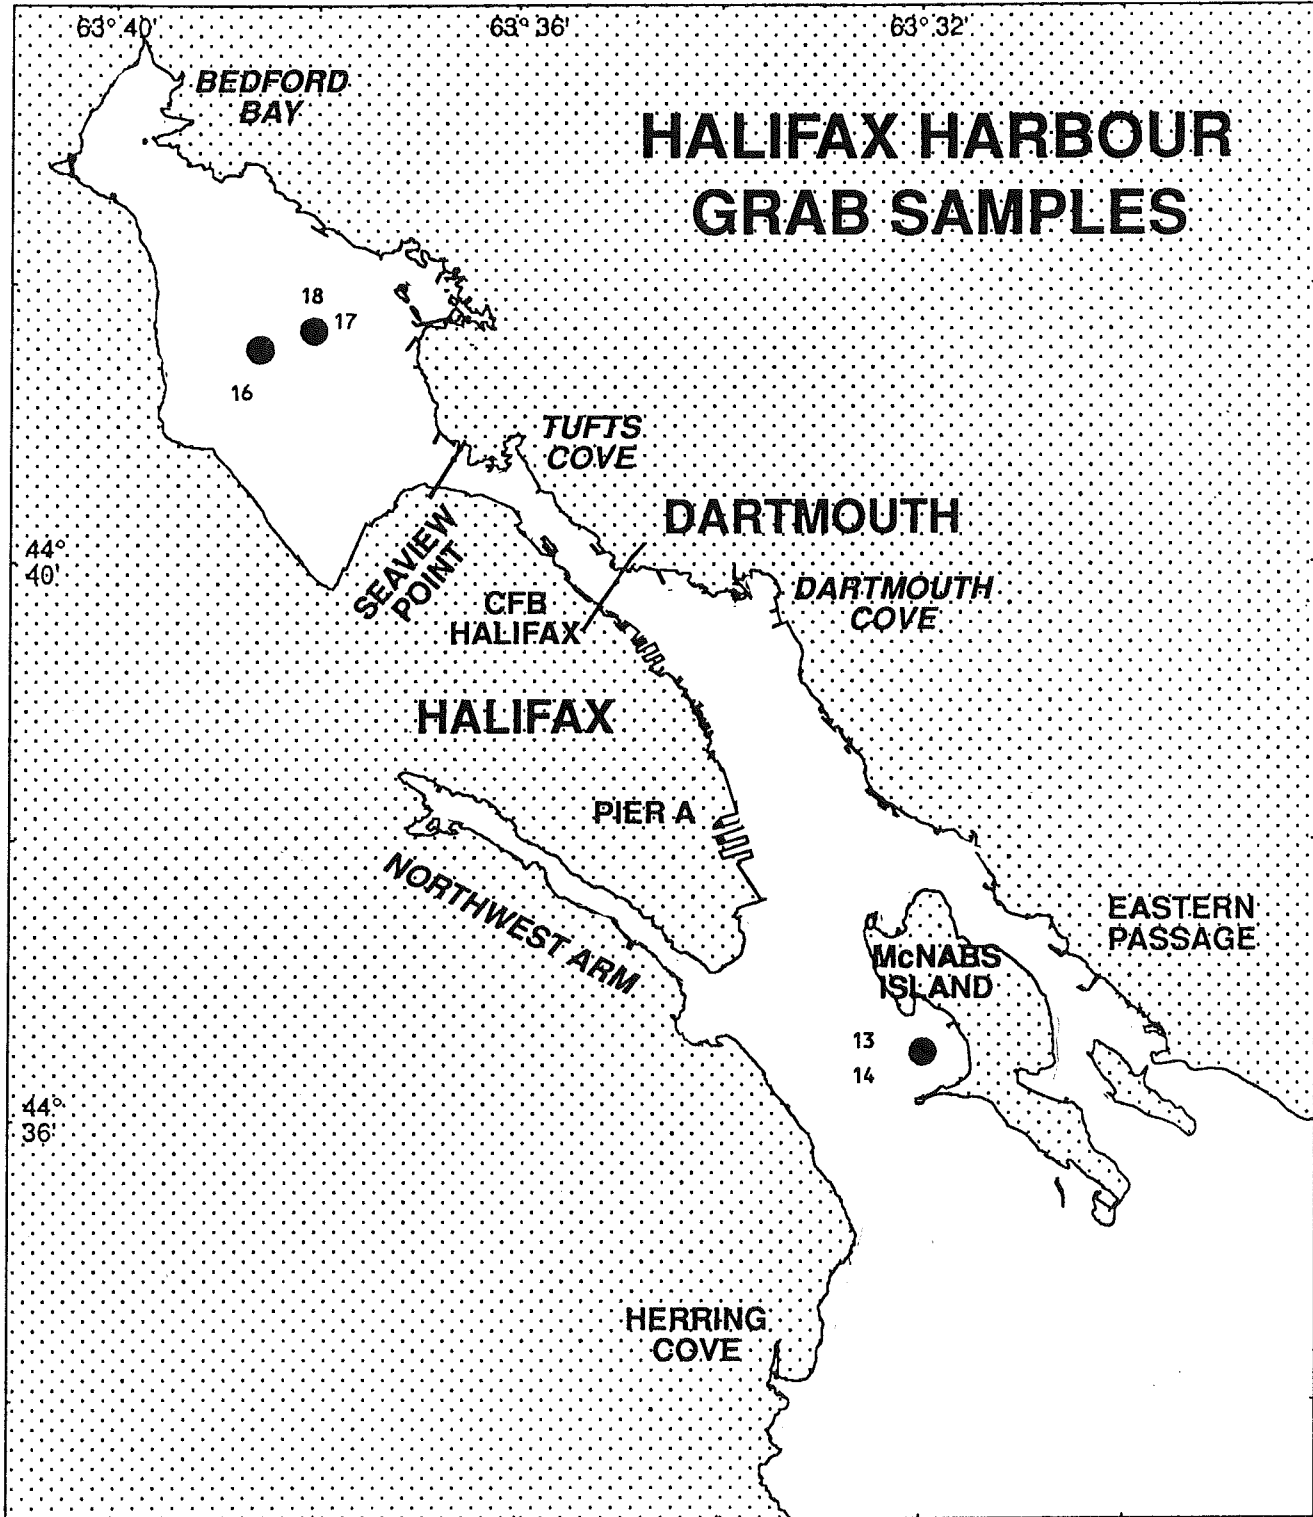 63° 40'
63° 36'
63° 32'
BEDFORD
BAY
HALIFAX HARBOUR
GRAB SAMPLES
18
17
16
TUFTS
COVE
DARTMOUTH
SEAVIEW
POINT
44°
40'
CFB
HALIFAX
DARTMOUTH
COVE
HALIFAX
PIER A
NORTHWEST ARM
EASTERN
PASSAGE
McNABS
ISLAND
13
14
44°
36'
HERRING
COVE